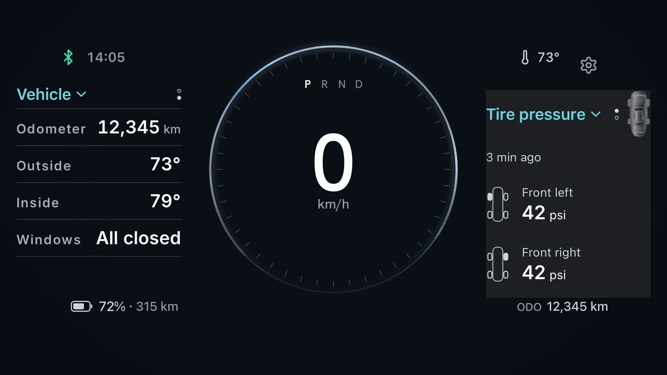 14:05
73°
Vehicle
Odometer 12,345 km
Outside 73°
Inside 79°
Windows All closed
72% · 315 km
P R N D
0
km/h
Tire pressure
3 min ago
Front left
42 psi
Front right
42 psi
ODO 12,345 km